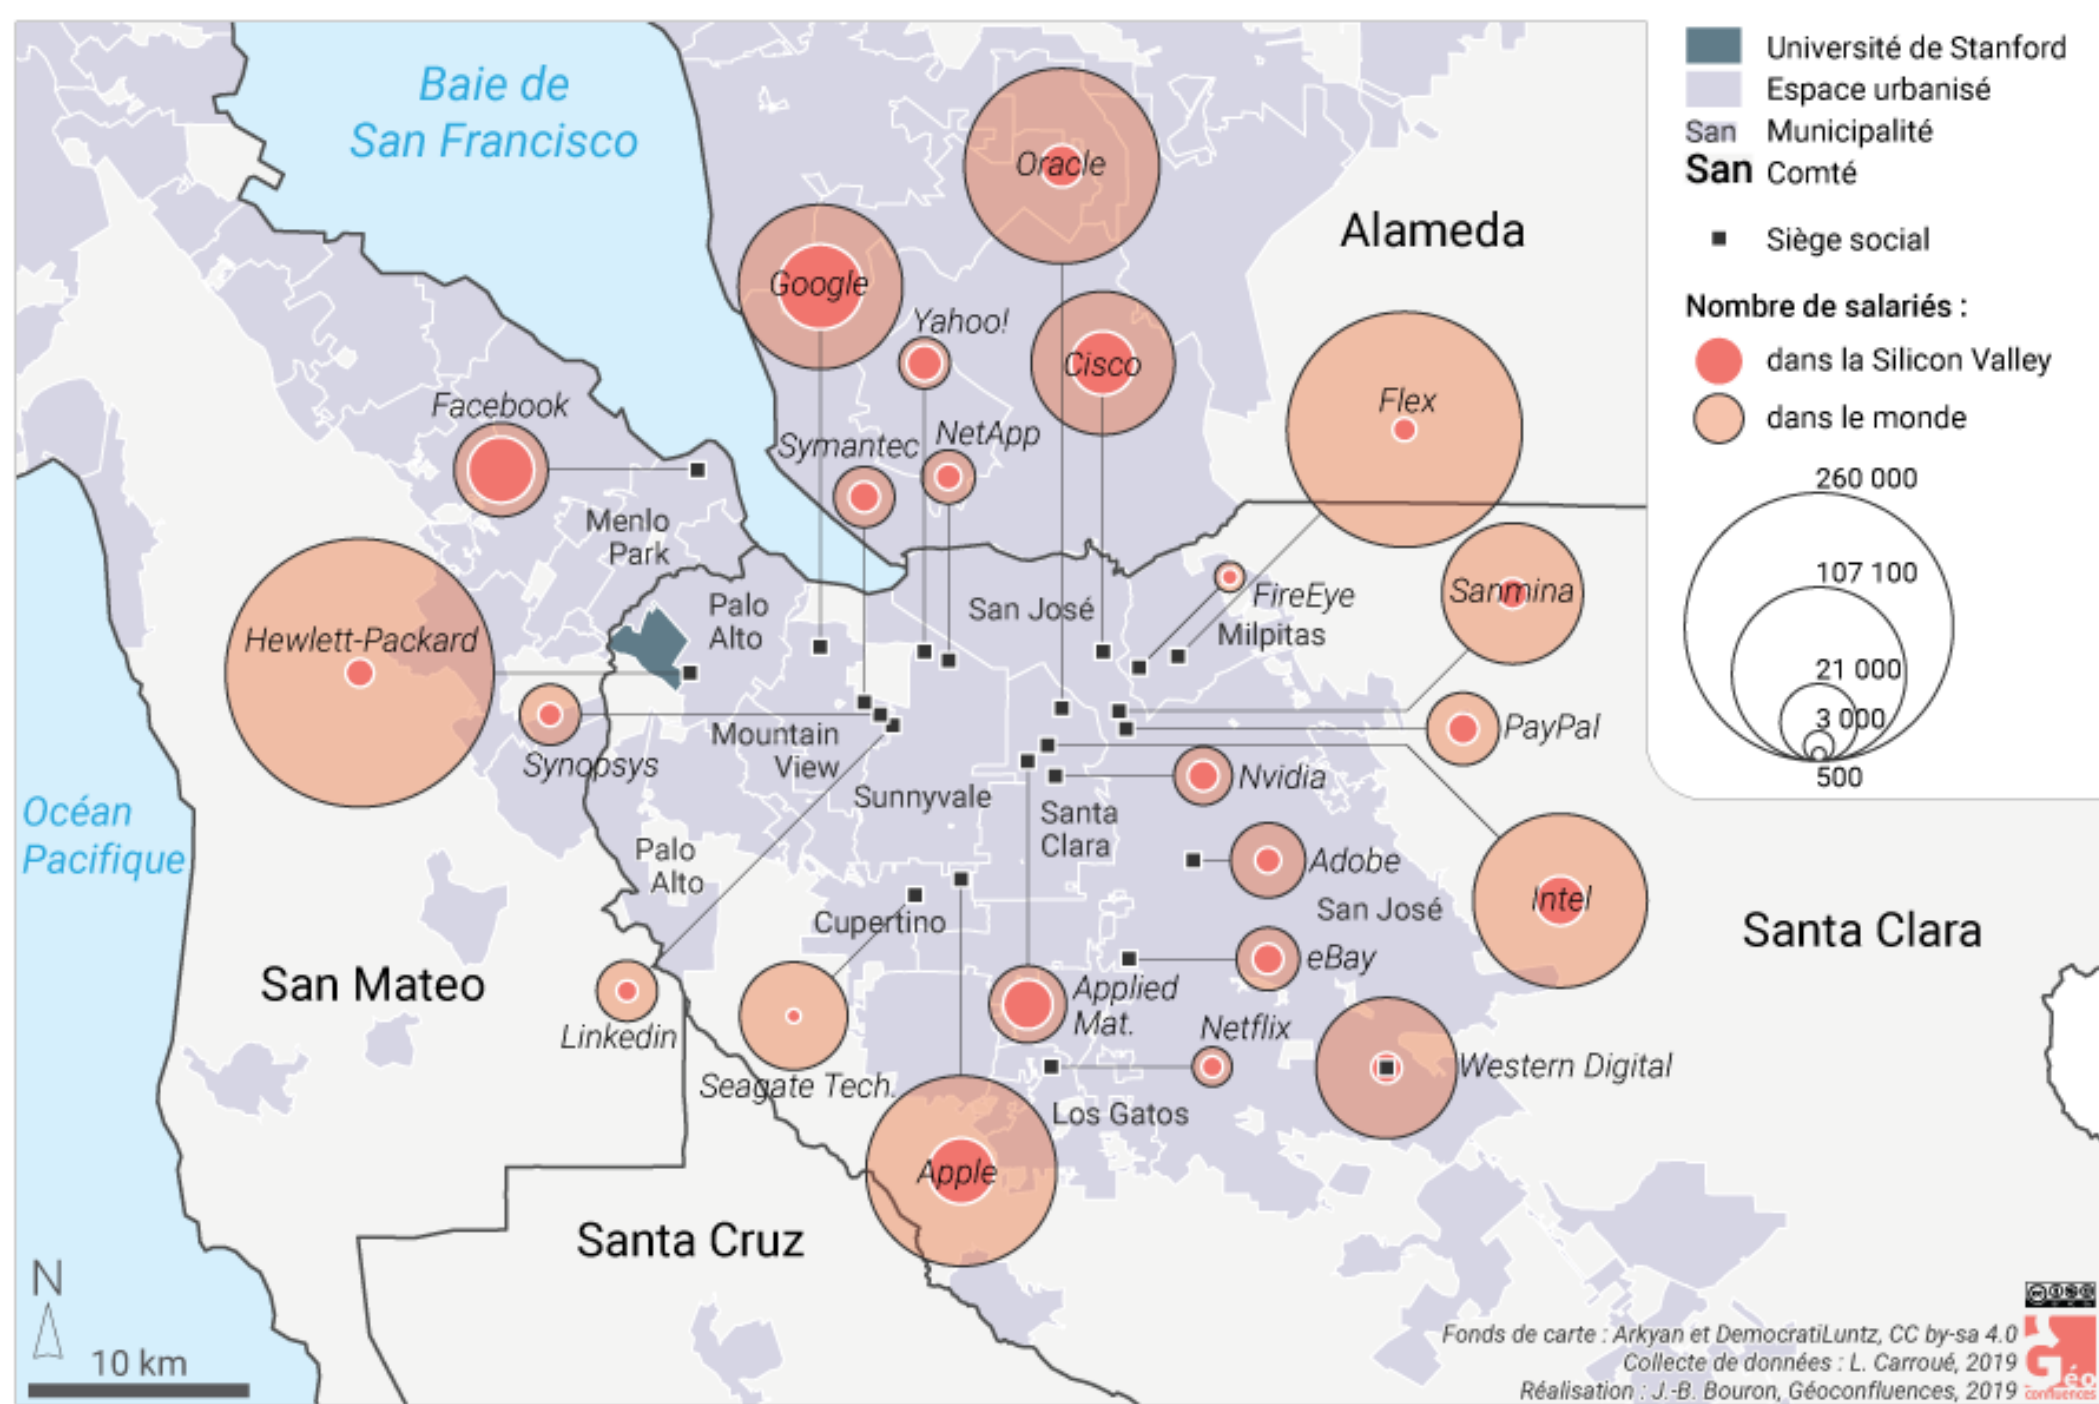 Baie de
San Francisco
Oracle
Alameda
Google
Yahoo!
Cisco
Flex
Facebook
Symantec
NetApp
Menlo
Park
Palo
Alto
San José
FireEye
Milpitas
Sanmina
Hewlett-Packard
Synopsys
Mountain
View
Sunnyvale
PayPal
Nvidia
Santa
Clara
Océan
Pacifique
Palo
Alto
Adobe
San José
Intel
Cupertino
Santa Clara
San Mateo
Linkedin
Seagate Tech.
Applied
Mat.
eBay
Netflix
Western Digital
Los Gatos
Apple
Santa Cruz
N
10 km
Université de Stanford
Espace urbanisé
San Municipalité
San Comté
Siège social
Nombre de salariés :
dans la Silicon Valley
dans le monde
260 000
107 100
21 000
3 000
500
Fonds de carte : Arkyan et DemocratiLuntz, CC by-sa 4.0
Collecte de données : L. Carroué, 2019
Réalisation : J.-B. Bouron, Géoconfluences, 2019
Géo
confluences